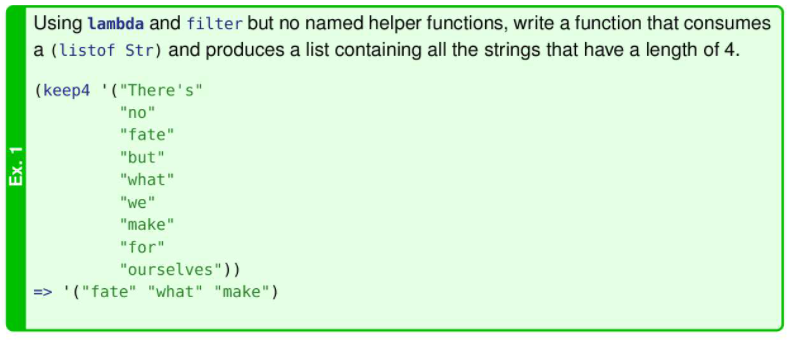 Ex. 1
Using lambda and filter but no named helper functions, write a function that consumes
a (listof Str) and produces a list containing all the strings that have a length of 4.
(keep4 '("There's"
"no"
"fate"
"but"
"what"
"we"
"make"
"for"
"ourselves"))
=> '("fate" "what" "make")